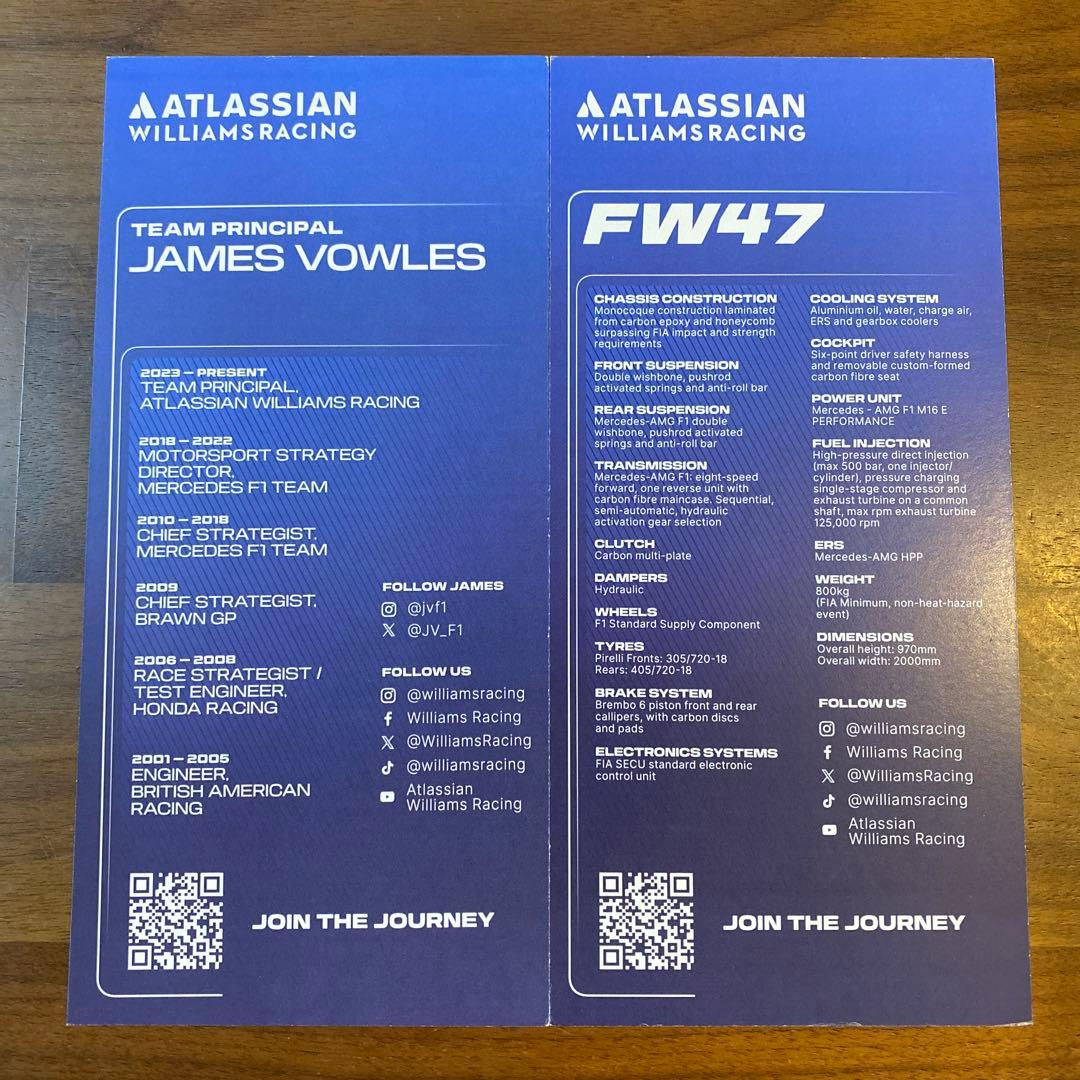 ATLASSIAN
WILLIAMS RACING
TEAM PRINCIPAL
JAMES VOWLES
2023 – PRESENT
TEAM PRINCIPAL,
ATLASSIAN WILLIAMS RACING
2018 – 2022
MOTORSPORT STRATEGY
DIRECTOR,
MERCEDES F1 TEAM
2010 – 2018
CHIEF STRATEGIST,
MERCEDES F1 TEAM
2009
CHIEF STRATEGIST,
BRAWN GP
2006 – 2008
RACE STRATEGIST /
TEST ENGINEER,
HONDA RACING
2001 – 2005
ENGINEER,
BRITISH AMERICAN
RACING
FOLLOW JAMES
@jvf1
@JV_F1
FOLLOW US
@williamsracing
Williams Racing
@WilliamsRacing
@williamsracing
Atlassian
Williams Racing
JOIN THE JOURNEY
ATLASSIAN
WILLIAMS RACING
FW47
CHASSIS CONSTRUCTION
Monocoque construction laminated
from carbon epoxy and honeycomb
surpassing FIA impact and strength
requirements
FRONT SUSPENSION
Double wishbone, pushrod
activated springs and anti-roll bar
REAR SUSPENSION
Mercedes-AMG F1 double
wishbone, pushrod activated
springs and anti-roll bar
TRANSMISSION
Mercedes-AMG F1: eight-speed
forward, one reverse unit with
carbon fibre maincase. Sequential,
semi-automatic, hydraulic
activation gear selection
CLUTCH
Carbon multi-plate
DAMPERS
Hydraulic
WHEELS
F1 Standard Supply Component
TYRES
Pirelli Fronts: 305/720-18
Rears: 405/720-18
BRAKE SYSTEM
Brembo 6 piston front and rear
callipers, with carbon discs
and pads
ELECTRONICS SYSTEMS
FIA SECU standard electronic
control unit
COOLING SYSTEM
Aluminium oil, water, charge air,
ERS and gearbox coolers
COCKPIT
Six-point driver safety harness
and removable custom-formed
carbon fibre seat
POWER UNIT
Mercedes - AMG F1 M16 E
PERFORMANCE
FUEL INJECTION
High-pressure direct injection
(max 500 bar, one injector/
cylinder), pressure charging
single-stage compressor and
exhaust turbine on a common
shaft, max rpm exhaust turbine
125,000 rpm
ERS
Mercedes-AMG HPP
WEIGHT
800kg
(FIA Minimum, non-heat-hazard
event)
DIMENSIONS
Overall height: 970mm
Overall width: 2000mm
FOLLOW US
@williamsracing
Williams Racing
@WilliamsRacing
@williamsracing
Atlassian
Williams Racing
JOIN THE JOURNEY